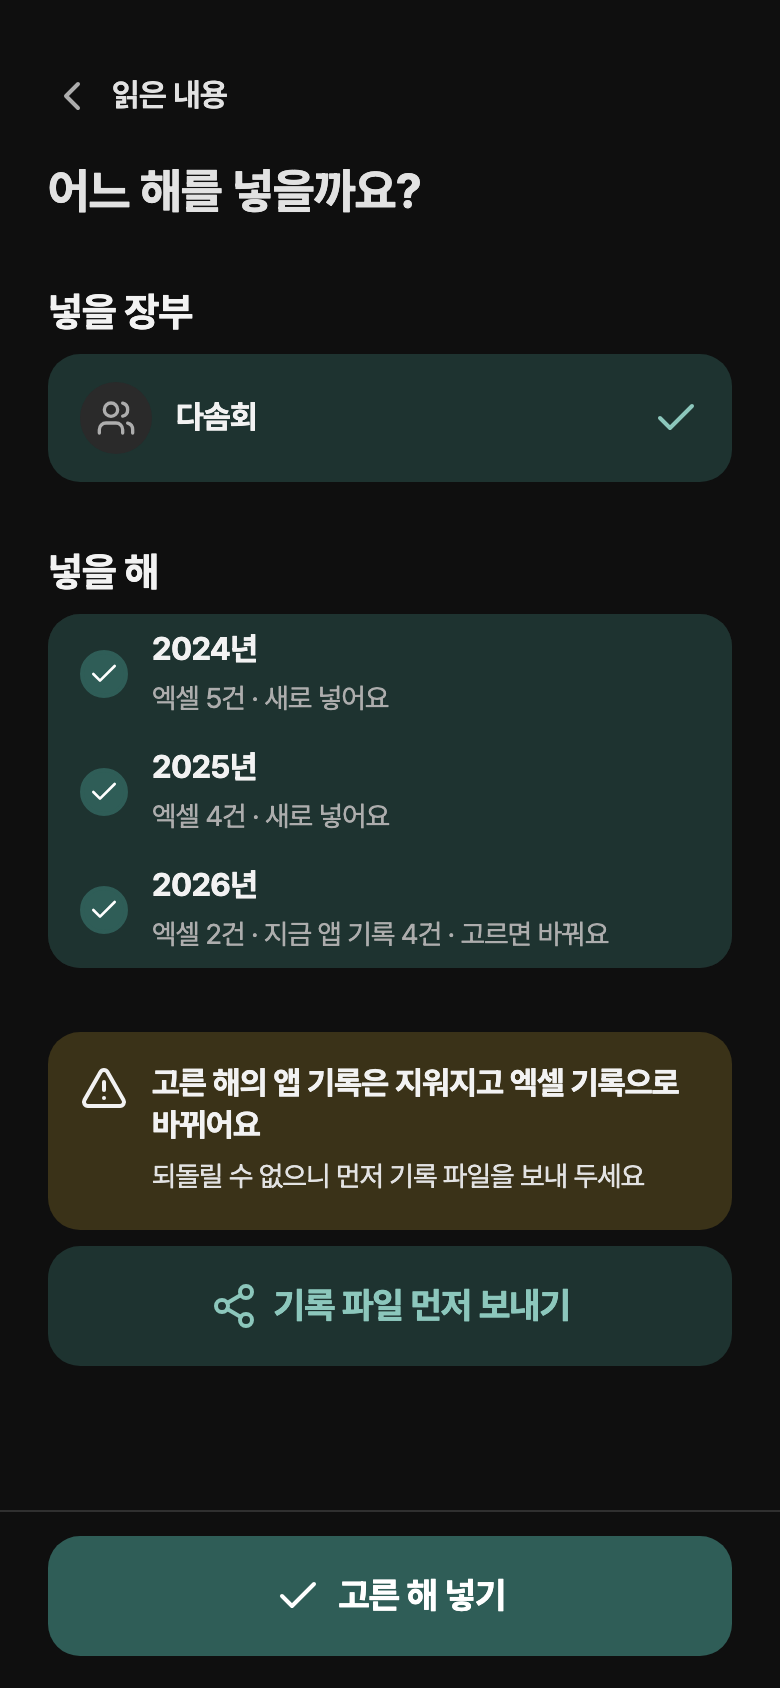 읽은 내용
어느 해를 넣을까요?
넣을 장부
다솜회
넣을 해
2024년
엑셀 5건 · 새로 넣어요
2025년
엑셀 4건 · 새로 넣어요
2026년
엑셀 2건 · 지금 앱 기록 4건 · 고르면 바꿔요
고른 해의 앱 기록은 지워지고 엑셀 기록으로
바뀌어요
되돌릴 수 없으니 먼저 기록 파일을 보내 두세요
기록 파일 먼저 보내기
고른 해 넣기